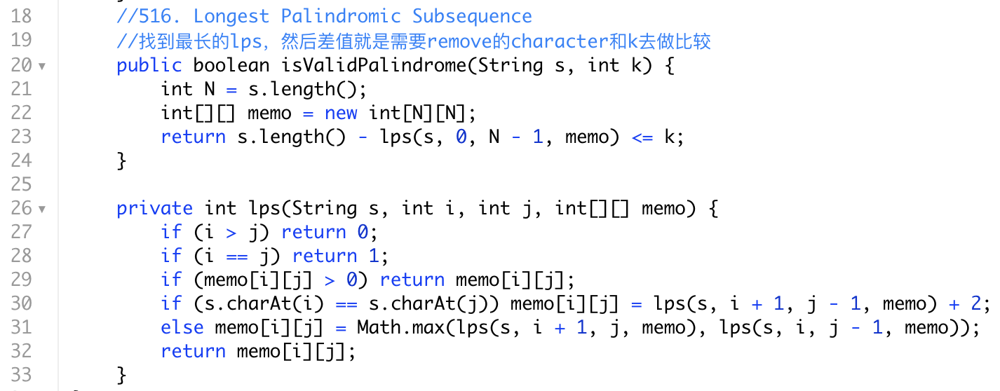 18 //516. Longest Palindromic Subsequence
19 //找到最长的lps，然后差值就是需要remove的character和k去做比较
20 ▾ public boolean isValidPalindrome(String s, int k) {
21 int N = s.length();
22 int[][] memo = new int[N][N];
23 return s.length() - lps(s, 0, N - 1, memo) <= k;
24 }
25
26 ▾ private int lps(String s, int i, int j, int[][] memo) {
27 if (i > j) return 0;
28 if (i == j) return 1;
29 if (memo[i][j] > 0) return memo[i][j];
30 if (s.charAt(i) == s.charAt(j)) memo[i][j] = lps(s, i + 1, j - 1, memo) + 2;
31 else memo[i][j] = Math.max(lps(s, i + 1, j, memo), lps(s, i, j - 1, memo));
32 return memo[i][j];
33 }